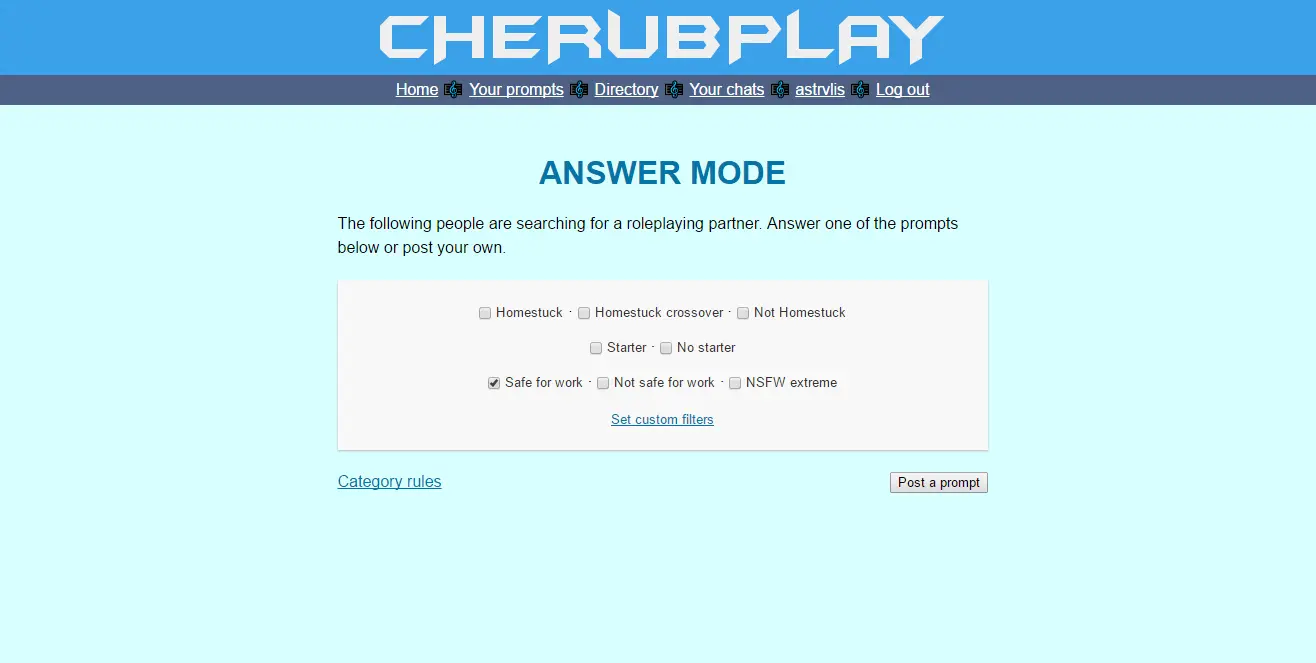 CHERUBPLAY
Home Your prompts Directory Your chats astrvlis Log out
ANSWER MODE
The following people are searching for a roleplaying partner. Answer one of the prompts
below or post your own.
Homestuck · Homestuck crossover · Not Homestuck
Starter · No starter
Safe for work · Not safe for work · NSFW extreme
Set custom filters
Category rules Post a prompt